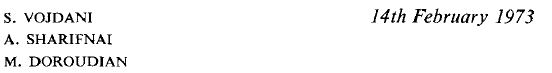 S. VOJDANI 14th February 1973
A. SHARIFNAI
M. DOROUDIAN